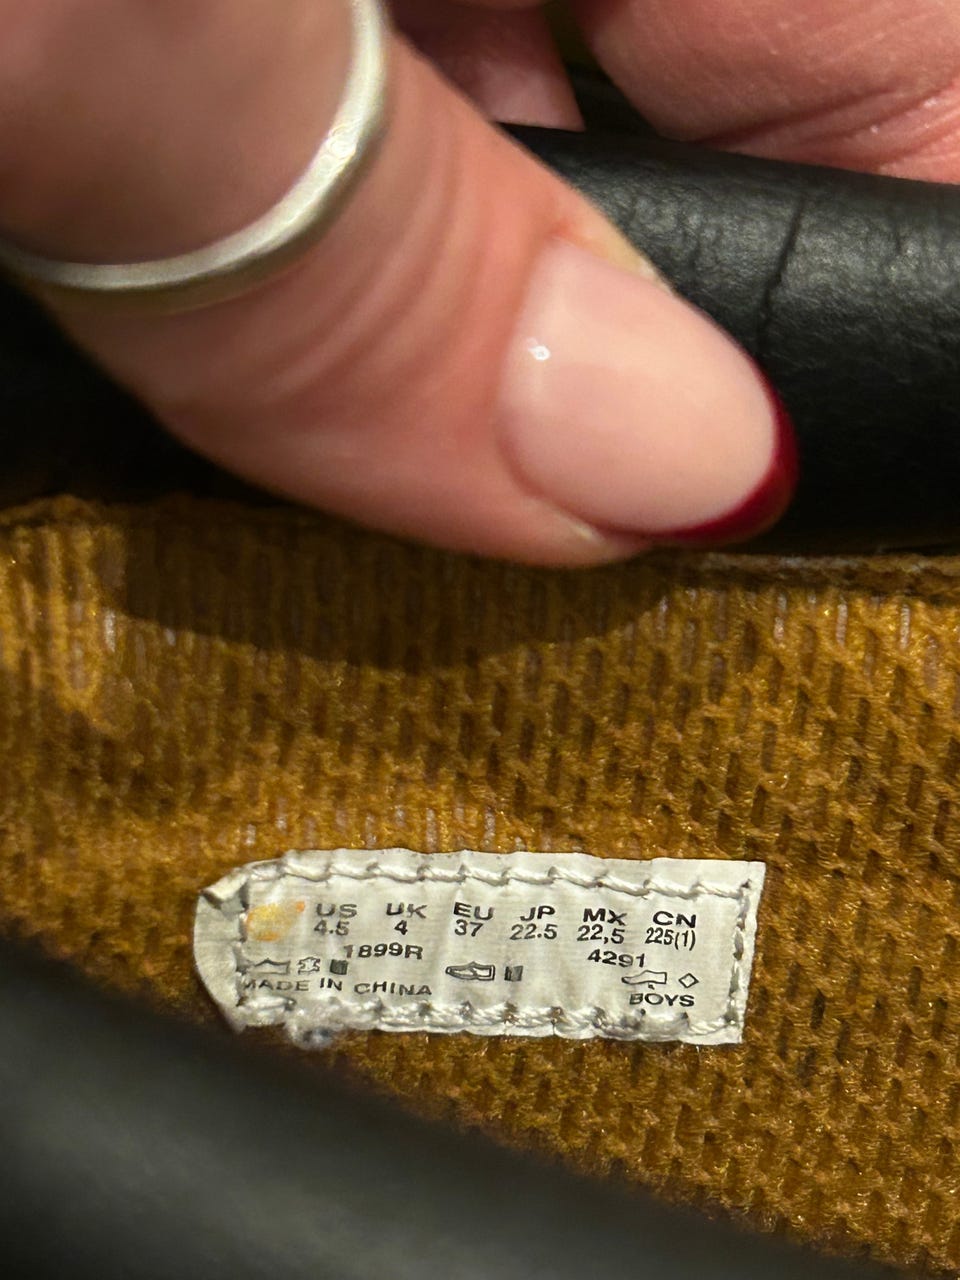 US UK EU JP MX CN
4.5 4 37 22.5 22,5 225(1)
1899R 4291
MADE IN CHINA BOYS